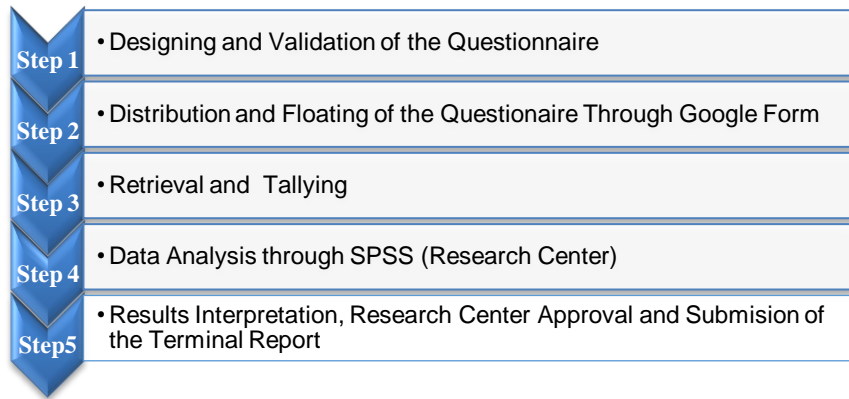 Step 1
• Designing and Validation of the Questionnaire
Step 2
• Distribution and Floating of the Questionaire Through Google Form
Step 3
• Retrieval and Tallying
Step 4
• Data Analysis through SPSS (Research Center)
Step5
• Results Interpretation, Research Center Approval and Submision of
the Terminal Report